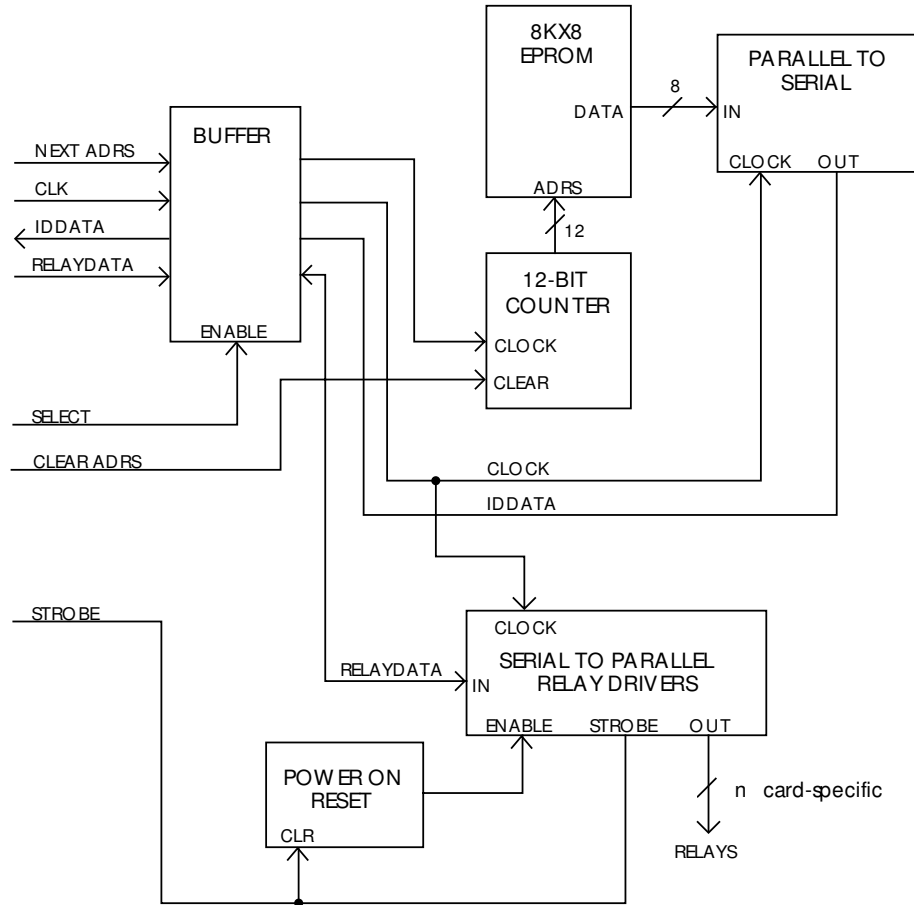 8KX8
EPROM
DATA
ADRS
8
PARALLEL TO
SERIAL
IN
CLOCK OUT
BUFFER
ENABLE
NEXT ADRS
CLK
IDDATA
RELAYDATA
12
12-BIT
COUNTER
CLOCK
CLEAR
SELECT
CLEAR ADRS
CLOCK
IDDATA
STROBE
CLOCK
SERIAL TO PARALLEL
RELAY DRIVERS
RELAYDATA
IN
ENABLE STROBE OUT
POWER ON
RESET
CLR
n card-specific
RELAYS